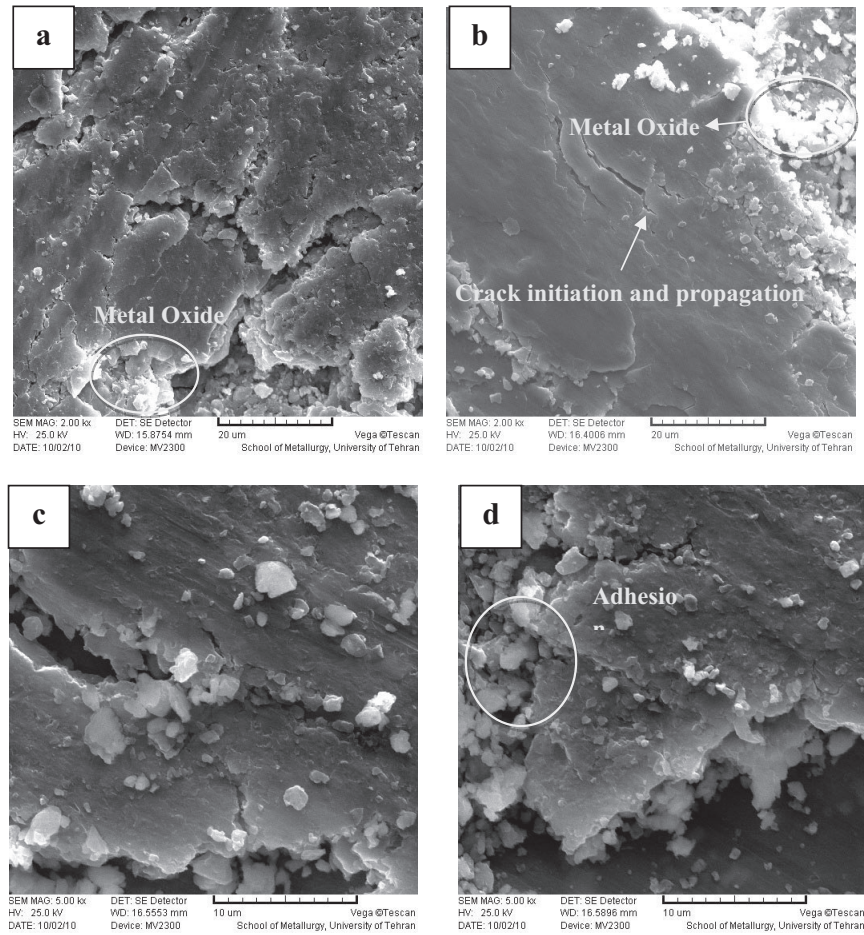 a
Metal Oxide
SEM MAG: 2.00 kx DET: SE Detector
HV: 25.0 kV WD: 15.8754 mm 20 um Vega ©Tescan
DATE: 10/02/10 Device: MV2300 School of Metallurgy, University of Tehran
b
Metal Oxide
Crack initiation and propagation
SEM MAG: 2.00 kx DET: SE Detector
HV: 25.0 kV WD: 16.4006 mm 20 um Vega ©Tescan
DATE: 10/02/10 Device: MV2300 School of Metallurgy, University of Tehran
c
SEM MAG: 5.00 kx DET: SE Detector
HV: 25.0 kV WD: 16.5553 mm 10 um Vega ©Tescan
DATE: 10/02/10 Device: MV2300 School of Metallurgy, University of Tehran
d
Adhesio
n
SEM MAG: 5.00 kx DET: SE Detector
HV: 25.0 kV WD: 16.5896 mm 10 um Vega ©Tescan
DATE: 10/02/10 Device: MV2300 School of Metallurgy, University of Tehran